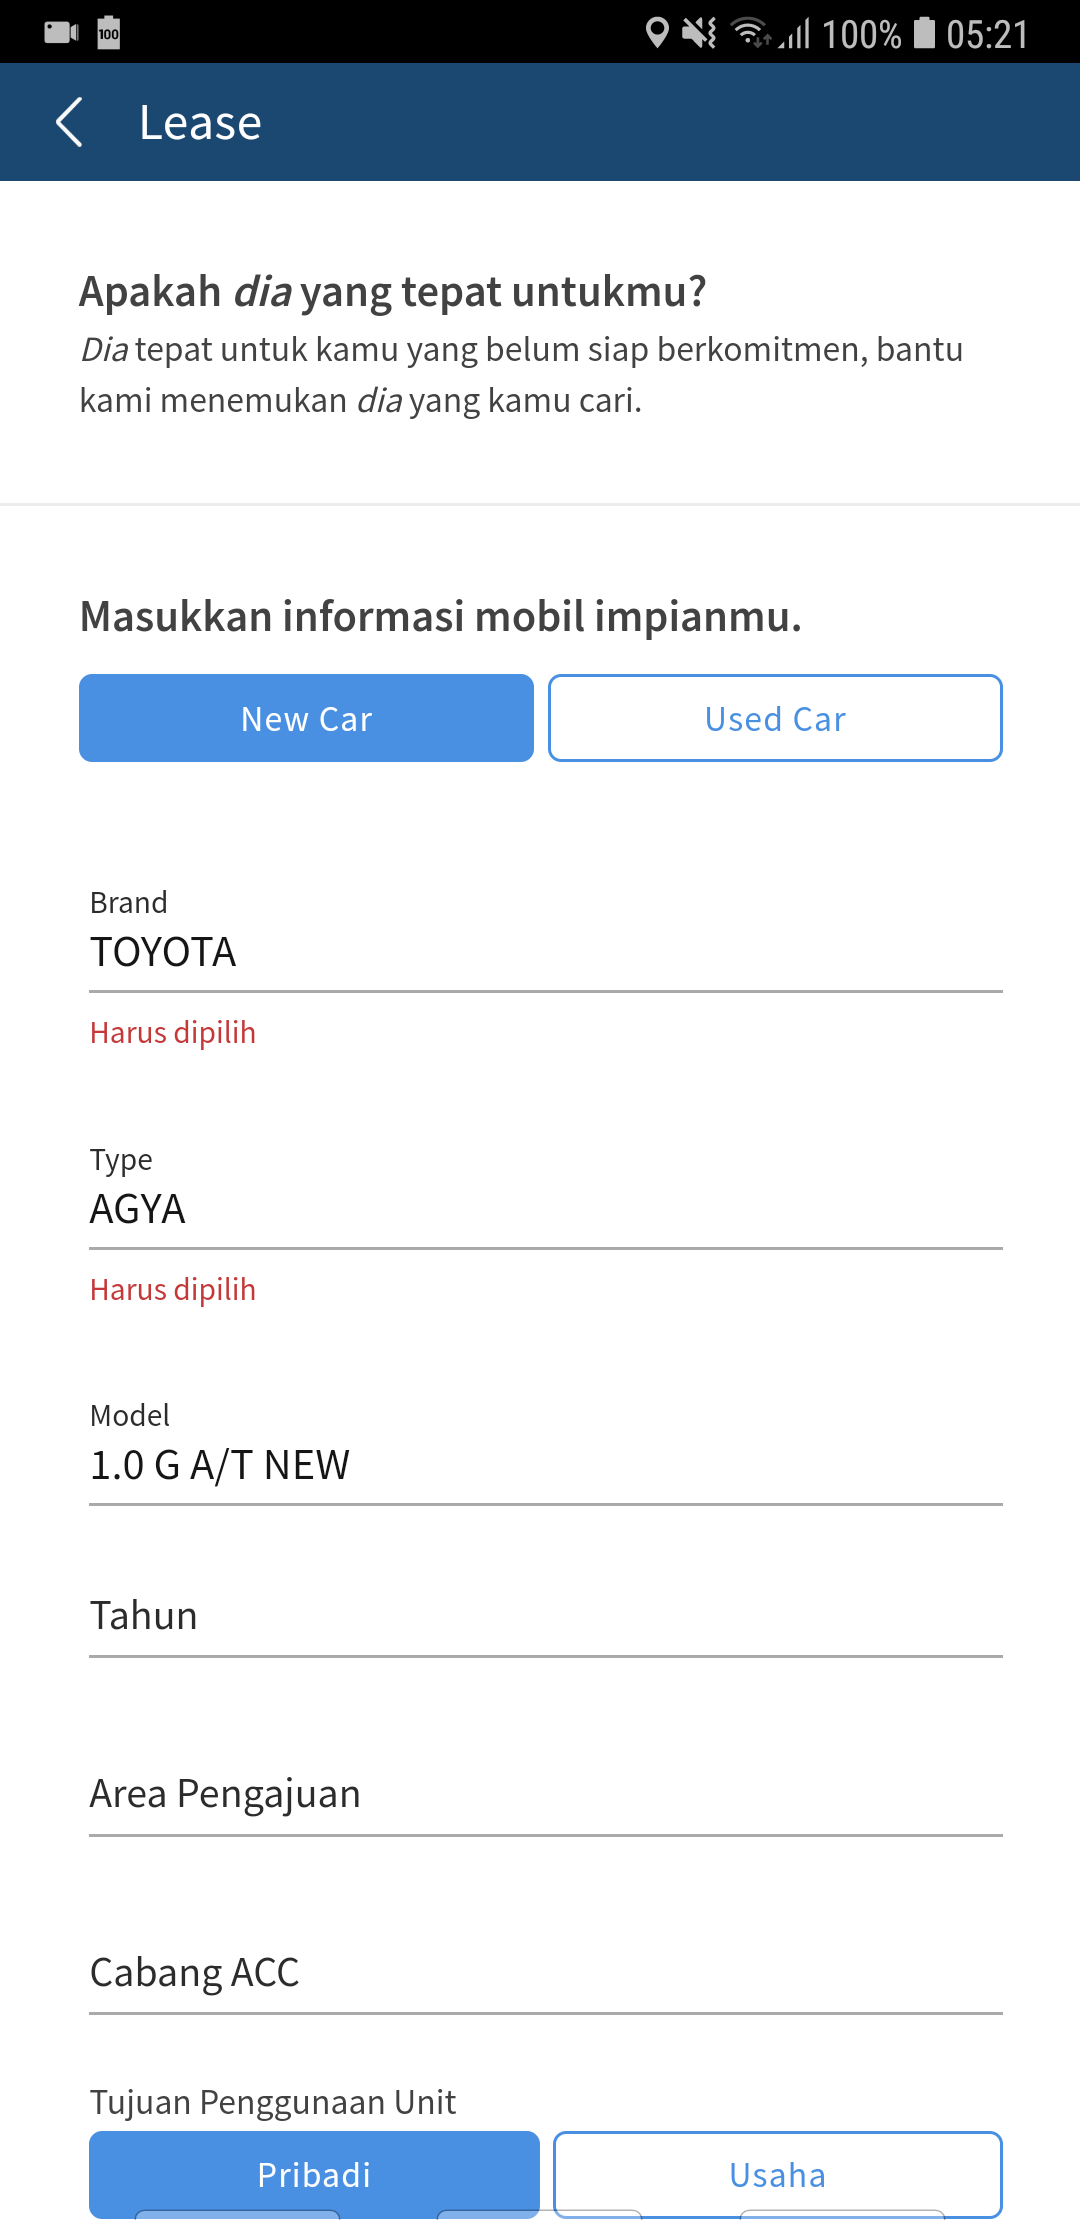 100 100% 05:21
Lease
Apakah dia yang tepat untukmu?
Dia tepat untuk kamu yang belum siap berkomitmen, bantu
kami menemukan dia yang kamu cari.
Masukkan informasi mobil impianmu.
New Car Used Car
Brand
TOYOTA
Harus dipilih
Type
AGYA
Harus dipilih
Model
1.0 G A/T NEW
Tahun
Area Pengajuan
Cabang ACC
Tujuan Penggunaan Unit
Pribadi Usaha